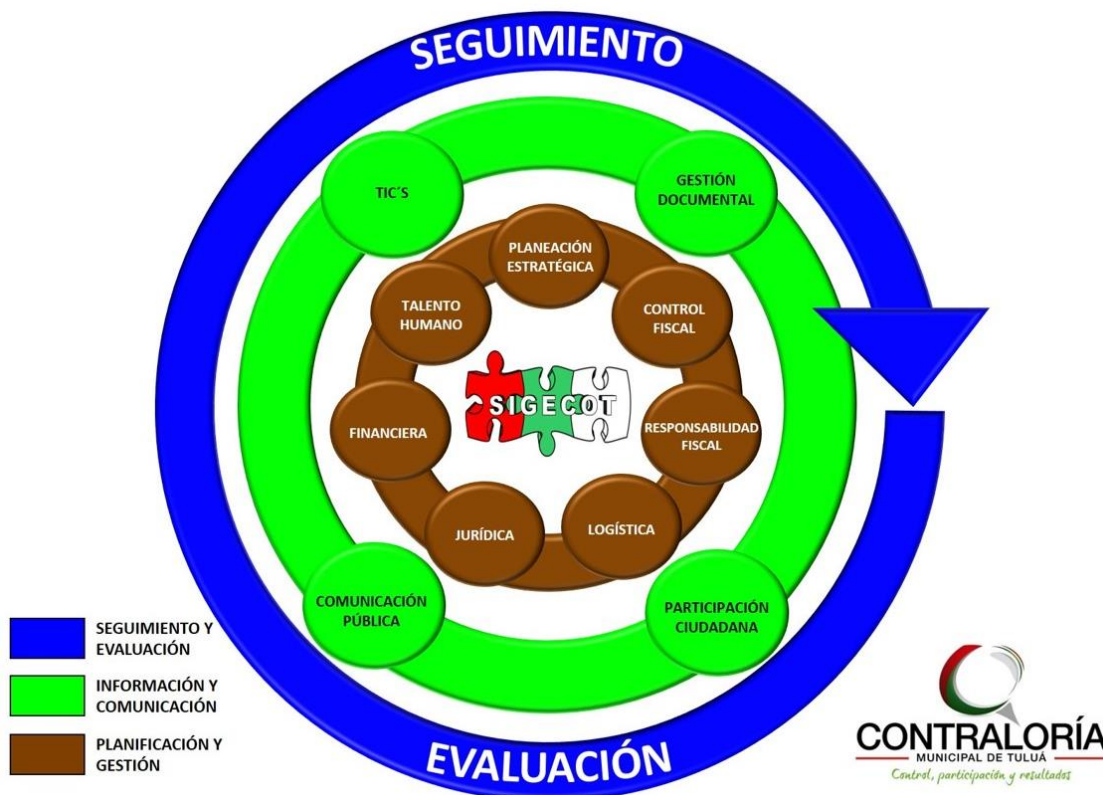 SEGUIMIENTO
TIC´S
GESTIÓN
DOCUMENTAL
PLANEACIÓN
ESTRATÉGICA
TALENTO
HUMANO
CONTROL
FISCAL
SIGECOT
FINANCIERA
RESPONSABILIDAD
FISCAL
JURÍDICA
LOGÍSTICA
COMUNICACIÓN
PÚBLICA
PARTICIPACIÓN
CIUDADANA
EVALUACIÓN
SEGUIMIENTO Y
EVALUACIÓN
INFORMACIÓN Y
COMUNICACIÓN
PLANIFICACIÓN Y
GESTIÓN
CONTRALORÍA
MUNICIPAL DE TULUÁ
Control, participación y resultados